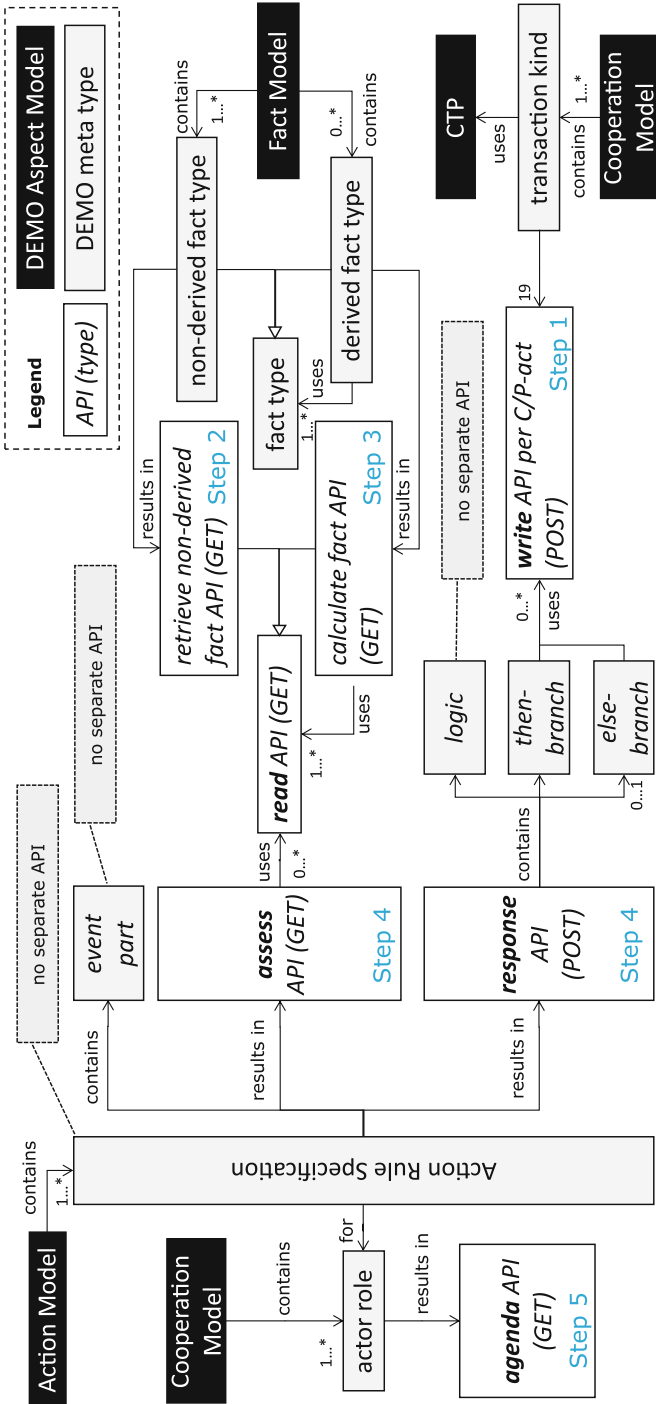 Action Model
contains
1...*
Action Rule Specification
no separate API
Cooperation
Model
contains
1...*
for
actor role
results in
agenda API
(GET)
Step 5
contains
event
part
no separate API
results in
assess
API (GET)
Step 4
uses
0...*
read API (GET)
1...*
uses
results in
response
API
(POST)
Step 4
contains
logic
no separate API
then-
branch
else-
branch
0...1
0...*
uses
write API per C/P-act
(POST)
Step 1
19
retrieve non-derived
fact API (GET)
Step 2
results in
calculate fact API
(GET)
Step 3
results in
fact type
1...*
uses
non-derived fact type
derived fact type
contains
1...*
0...*
contains
Fact Model
transaction kind
uses
CTP
contains
1...*
Cooperation
Model
Legend
API (type)
DEMO Aspect Model
DEMO meta type